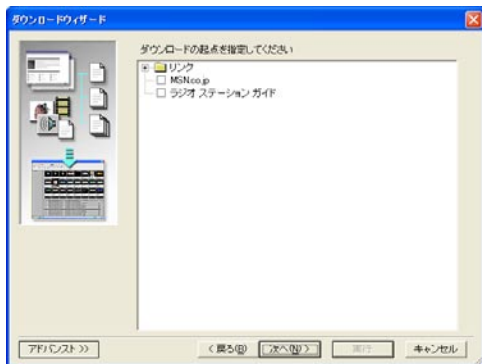 ダウンロードウィザード
ダウンロードの起点を指定してください
リンク
MSN.co.jp
ラジオ ステーション ガイド
アドバンスト >>
< 戻る(B)
次へ(N) >
実行
キャンセル